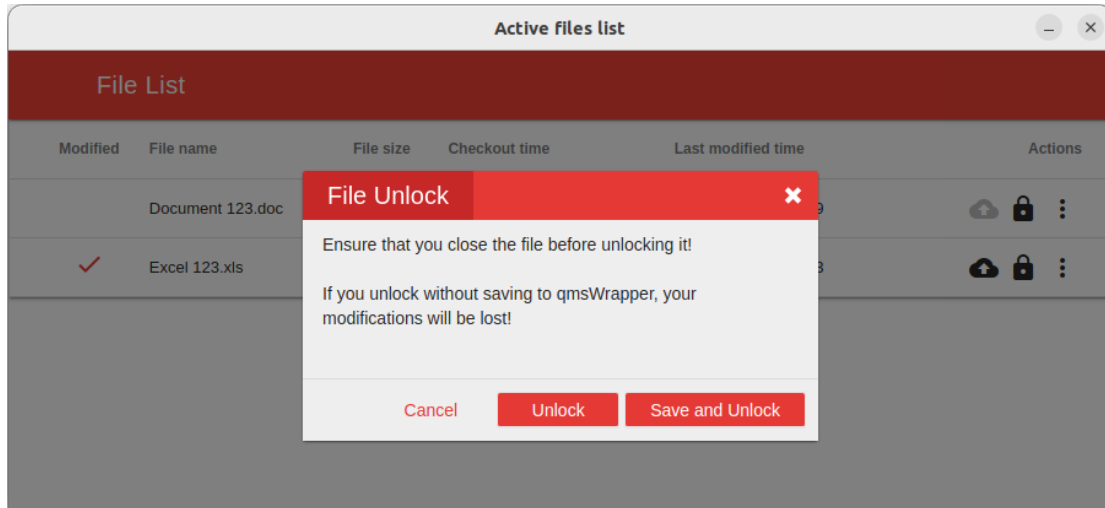 Active files list
File List
Modified File name File size Checkout time Last modified time Actions
Document 123.doc 9
Excel 123.xls 3
File Unlock
Ensure that you close the file before unlocking it!
If you unlock without saving to qmsWrapper, your
modifications will be lost!
Cancel Unlock Save and Unlock